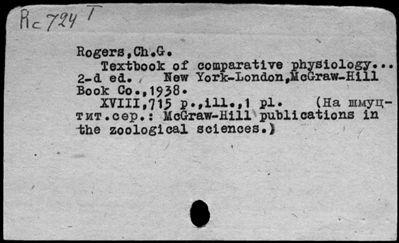 Rc 724 T
Rogers,Ch.G.
Textbook of comparative physiology...
2-d ed. New York-London,McGraw-Hill
Book Co.,1938.
XVIII,715 p.,ill.,1 pl. (На шмуц-
тит.сер.: McGraw-Hill publications in
the zoological sciences.)